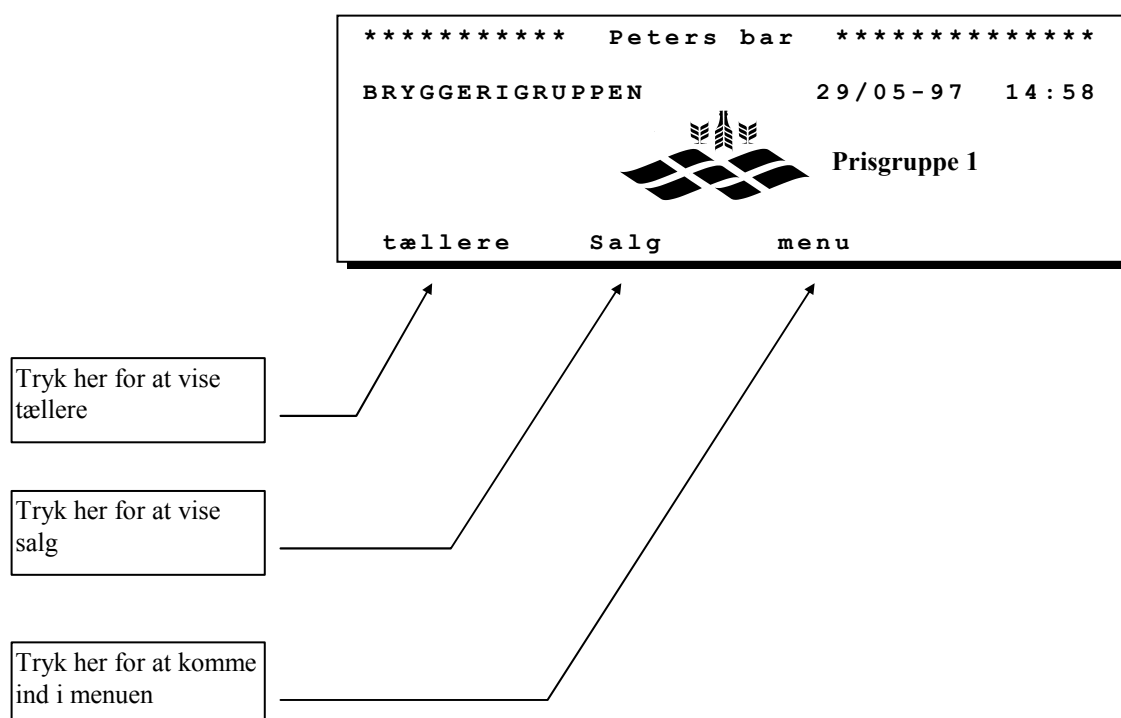 *********** Peters bar **************
BRYGGERIGRUPPEN 29/05-97 14:58
Prisgruppe 1
tællere Salg menu
Tryk her for at vise
tællere
Tryk her for at vise
salg
Tryk her for at komme
ind i menuen